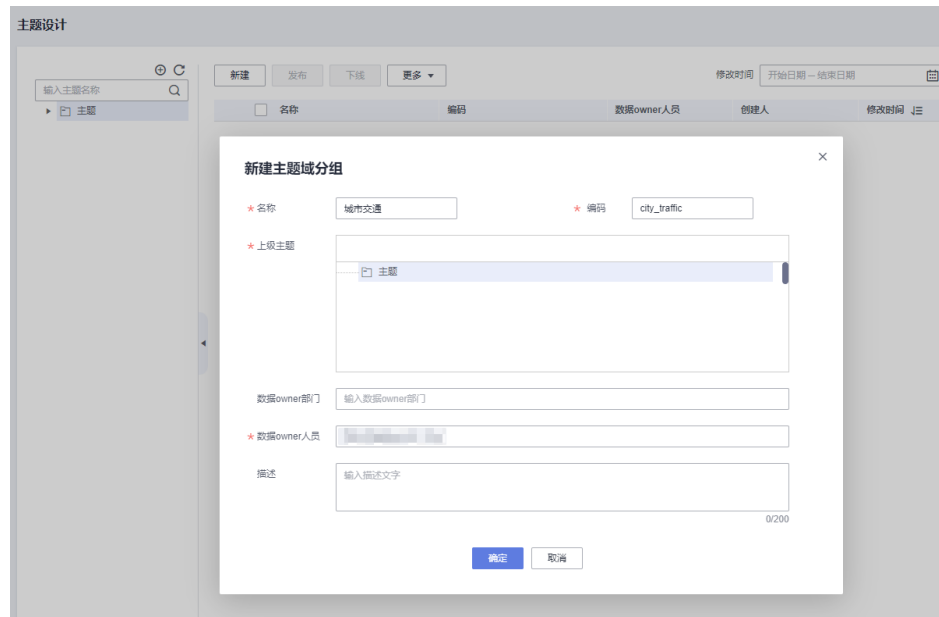 主题设计
输入主题名称
主题
新建 发布 下线 更多 修改时间 开始日期 – 结束日期
名称 编码 数据owner人员 创建人 修改时间
新建主题域分组
* 名称 城市交通 * 编码 city_traffic
* 上级主题
主题
数据owner部门 输入数据owner部门
* 数据owner人员
描述 输入描述文字
0/200
确定 取消